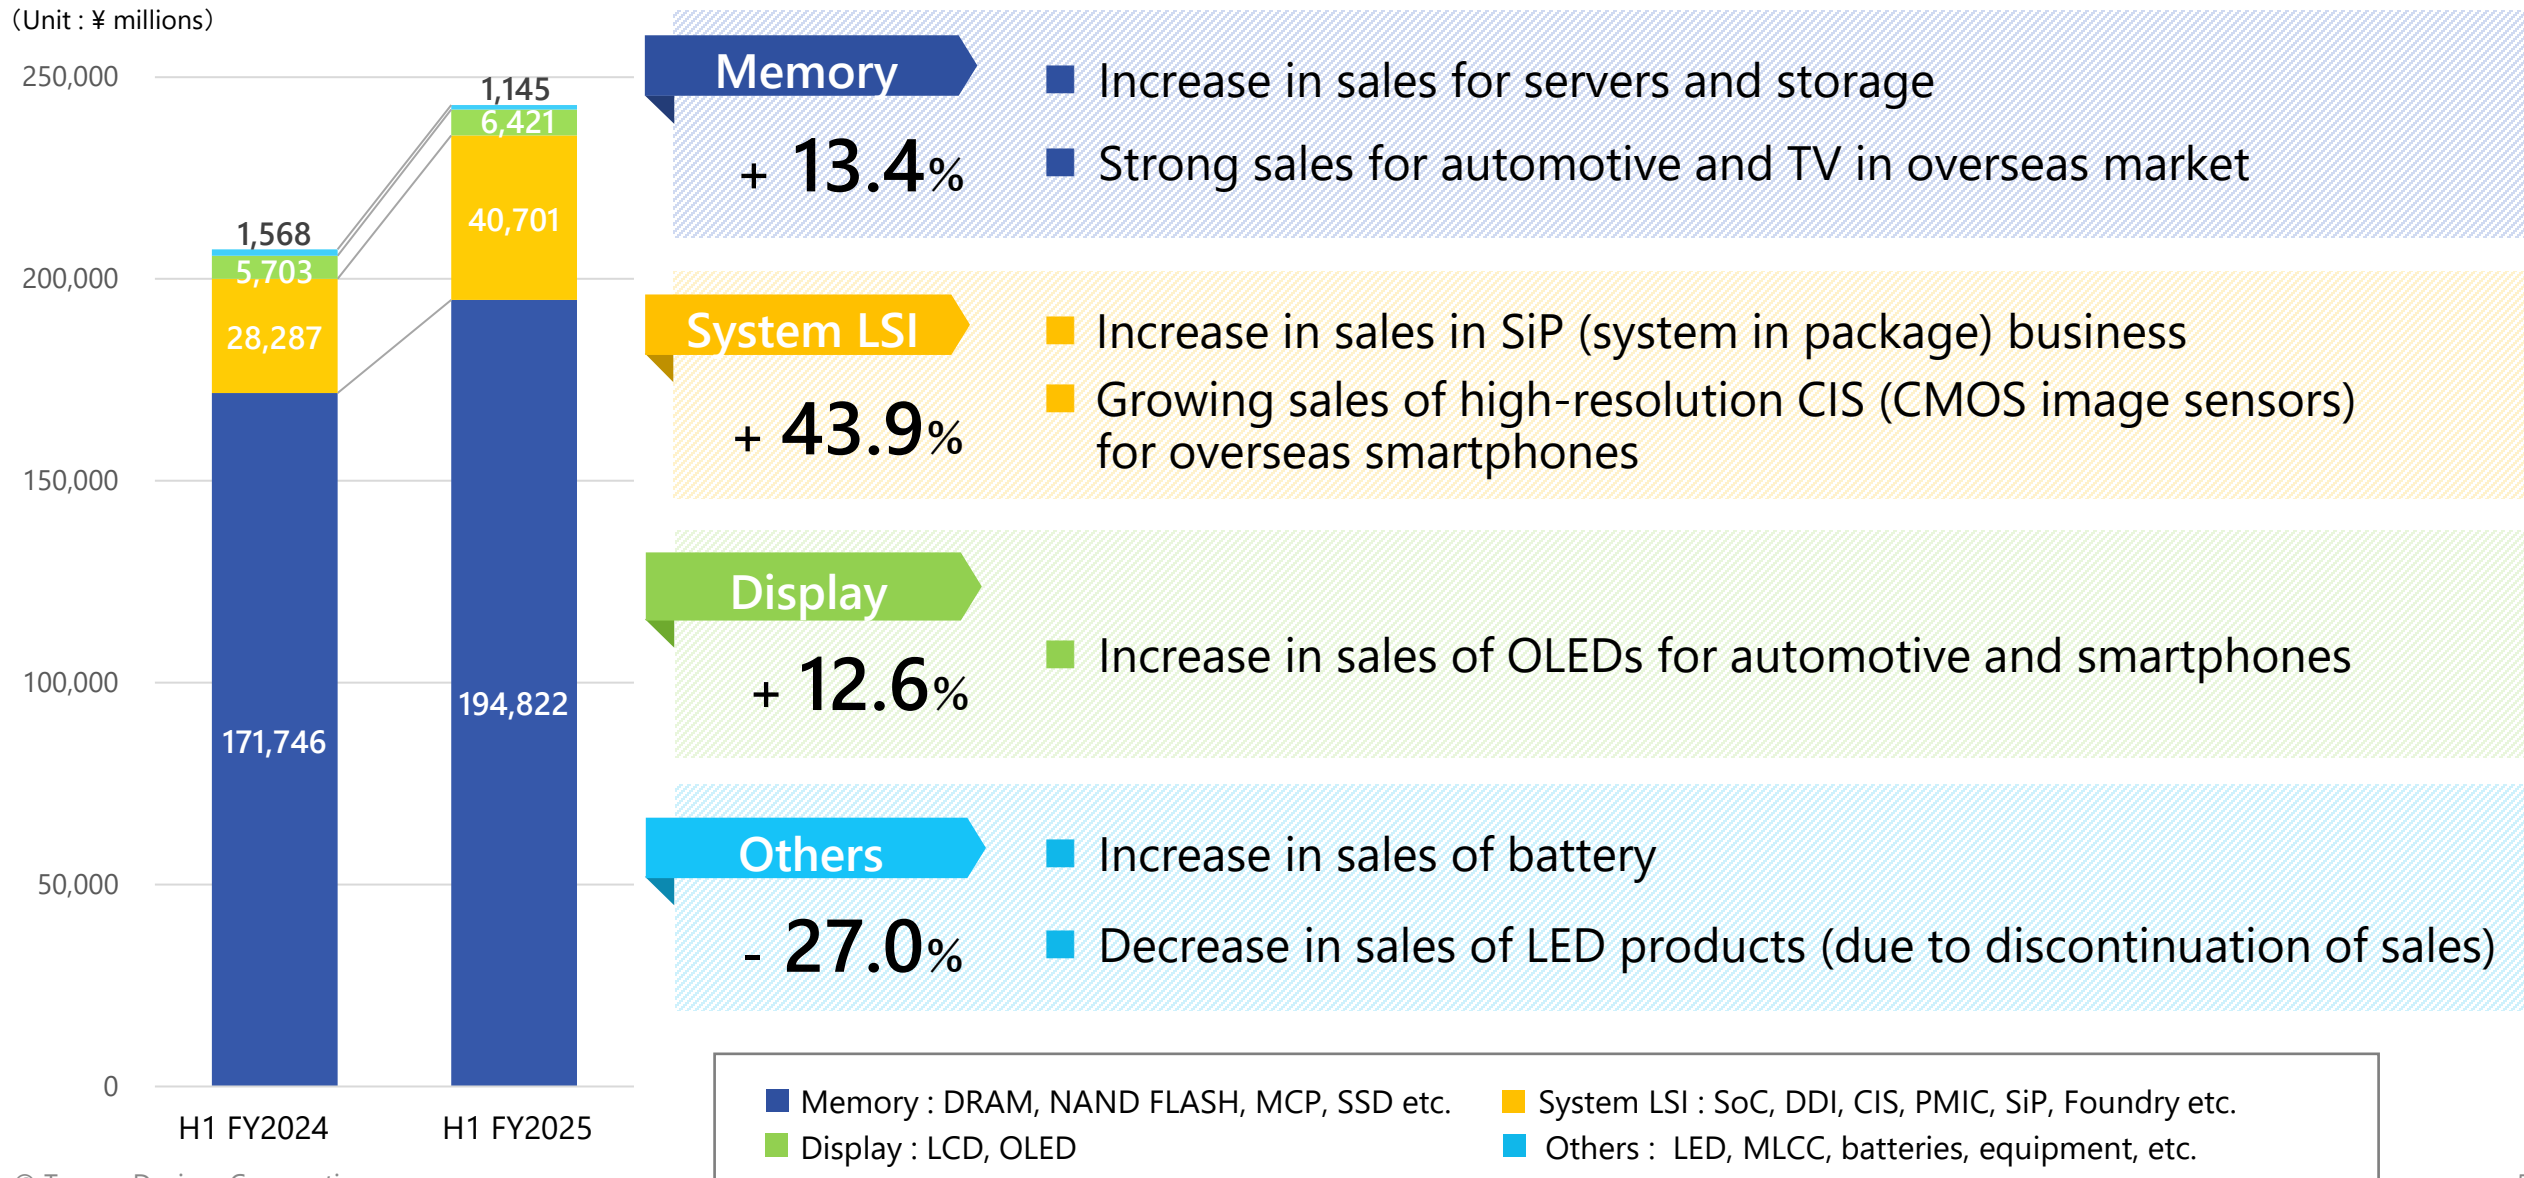 (Unit : ¥ millions)
250,000
200,000
150,000
100,000
50,000
0
1,568
5,703
28,287
171,746
H1 FY2024
1,145
6,421
40,701
194,822
H1 FY2025
Memory
+ 13.4%
■ Increase in sales for servers and storage
■ Strong sales for automotive and TV in overseas market
System LSI
+ 43.9%
■ Increase in sales in SiP (system in package) business
■ Growing sales of high-resolution CIS (CMOS image sensors)
for overseas smartphones
Display
+ 12.6%
■ Increase in sales of OLEDs for automotive and smartphones
Others
- 27.0%
■ Increase in sales of battery
■ Decrease in sales of LED products (due to discontinuation of sales)
■ Memory : DRAM, NAND FLASH, MCP, SSD etc.
■ System LSI : SoC, DDI, CIS, PMIC, SiP, Foundry etc.
■ Display : LCD, OLED
■ Others : LED, MLCC, batteries, equipment, etc.